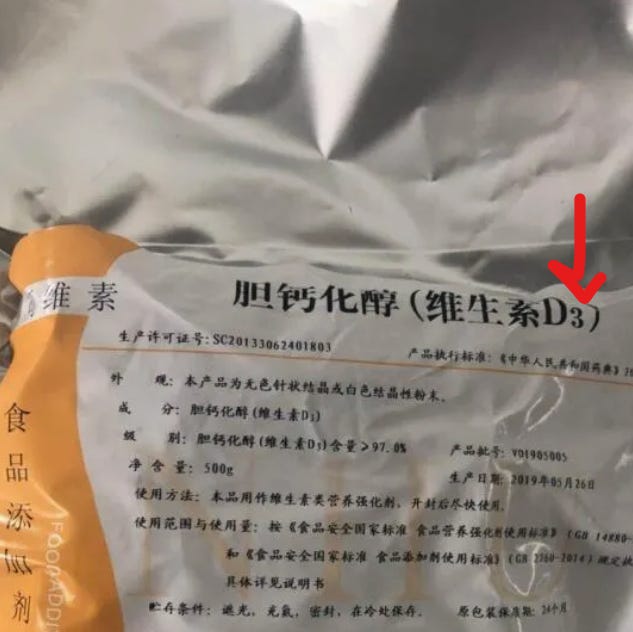 维素
胆钙化醇(维生素D3)
生产许可证号:SC20133062401803
产品执行标准:《中华人民共和国药典》20
外 观:本产品为无色针状结晶或白色结晶性粉末。
成 分:胆钙化醇(维生素D3)
级 别:胆钙化醇(维生素D3)含量≥97.0%
产品批号:V01905005
净 含 量:500g
生产日期:2019年05月26日
使用方法:本品用作维生素类营养强化剂,开封后尽快使用。
使用范围与使用量:按《食品安全国家标准 食品营养强化剂使用标准》(GB 14880-
和《食品安全国家标准 食品添加剂使用标准》(GB 2760-2014)规定执
具体详见说明书
贮存条件:遮光,充氮,密封,在冷处保存。
原包装保质期:24个月
食品添加剂
FOOD ADDI
NHU